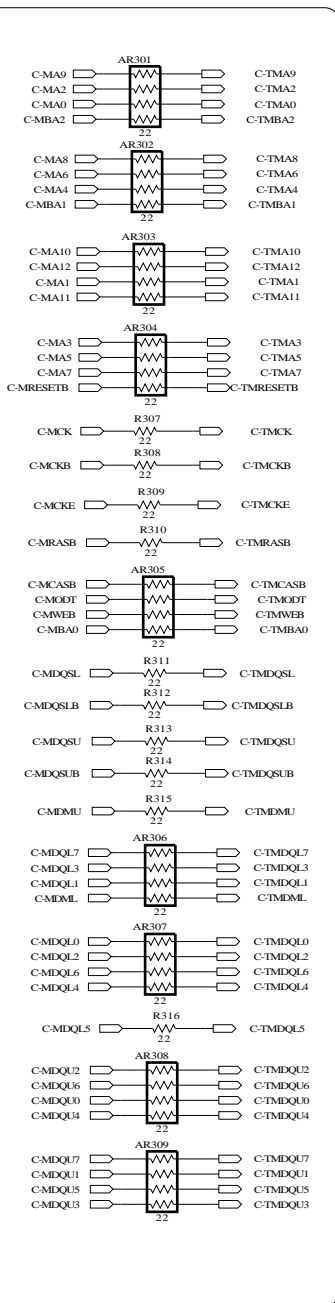 AR301
C-MA9 C-TMA9
C-MA2 C-TMA2
C-MA0 C-TMA0
C-MBA2 C-TMBA2
22
AR302
C-MA8 C-TMA8
C-MA6 C-TMA6
C-MA4 C-TMA4
C-MBA1 C-TMBA1
22
AR303
C-MA10 C-TMA10
C-MA12 C-TMA12
C-MA1 C-TMA1
C-MA11 C-TMA11
22
AR304
C-MA3 C-TMA3
C-MA5 C-TMA5
C-MA7 C-TMA7
C-MRESETB C-TMRESETB
22
R307
C-MCK C-TMCK
22
R308
C-MCKB C-TMCKB
22
R309
C-MCKE C-TMCKE
22
R310
C-MRASB C-TMRASB
22
AR305
C-MCASB C-TMCASB
C-MODT C-TMODT
C-MWEB C-TMWEB
C-MBA0 C-TMBA0
22
R311
C-MDQSL C-TMDQSL
22
R312
C-MDQSLB C-TMDQSLB
22
R313
C-MDQSU C-TMDQSU
22
R314
C-MDQSUB C-TMDQSUB
22
R315
C-MDMU C-TMDMU
22
AR306
C-MDQL7 C-TMDQL7
C-MDQL3 C-TMDQL3
C-MDQL1 C-TMDQL1
C-MDML C-TMDML
22
AR307
C-MDQL0 C-TMDQL0
C-MDQL2 C-TMDQL2
C-MDQL6 C-TMDQL6
C-MDQL4 C-TMDQL4
22
R316
C-MDQL5 C-TMDQL5
22
AR308
C-MDQU2 C-TMDQU2
C-MDQU6 C-TMDQU6
C-MDQU0 C-TMDQU0
C-MDQU4 C-TMDQU4
22
AR309
C-MDQU7 C-TMDQU7
C-MDQU1 C-TMDQU1
C-MDQU5 C-TMDQU5
C-MDQU3 C-TMDQU3
22